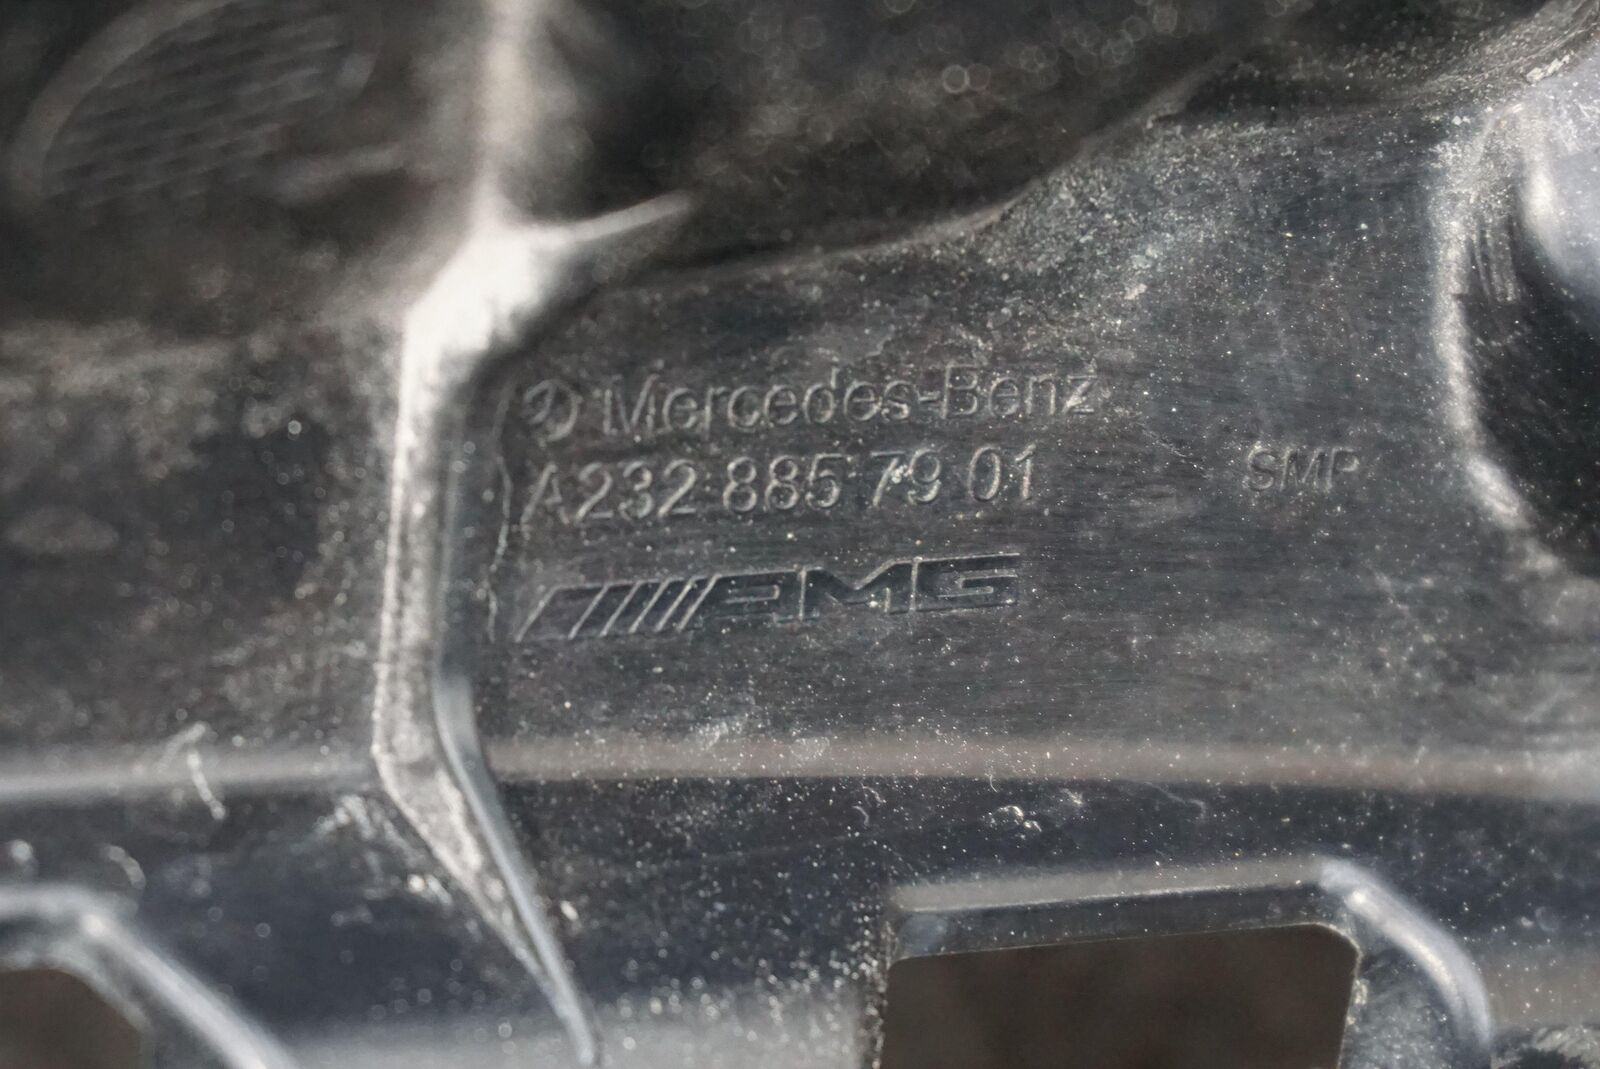 © Mercedes-Benz
A232 885 79 01
SMP
AMG